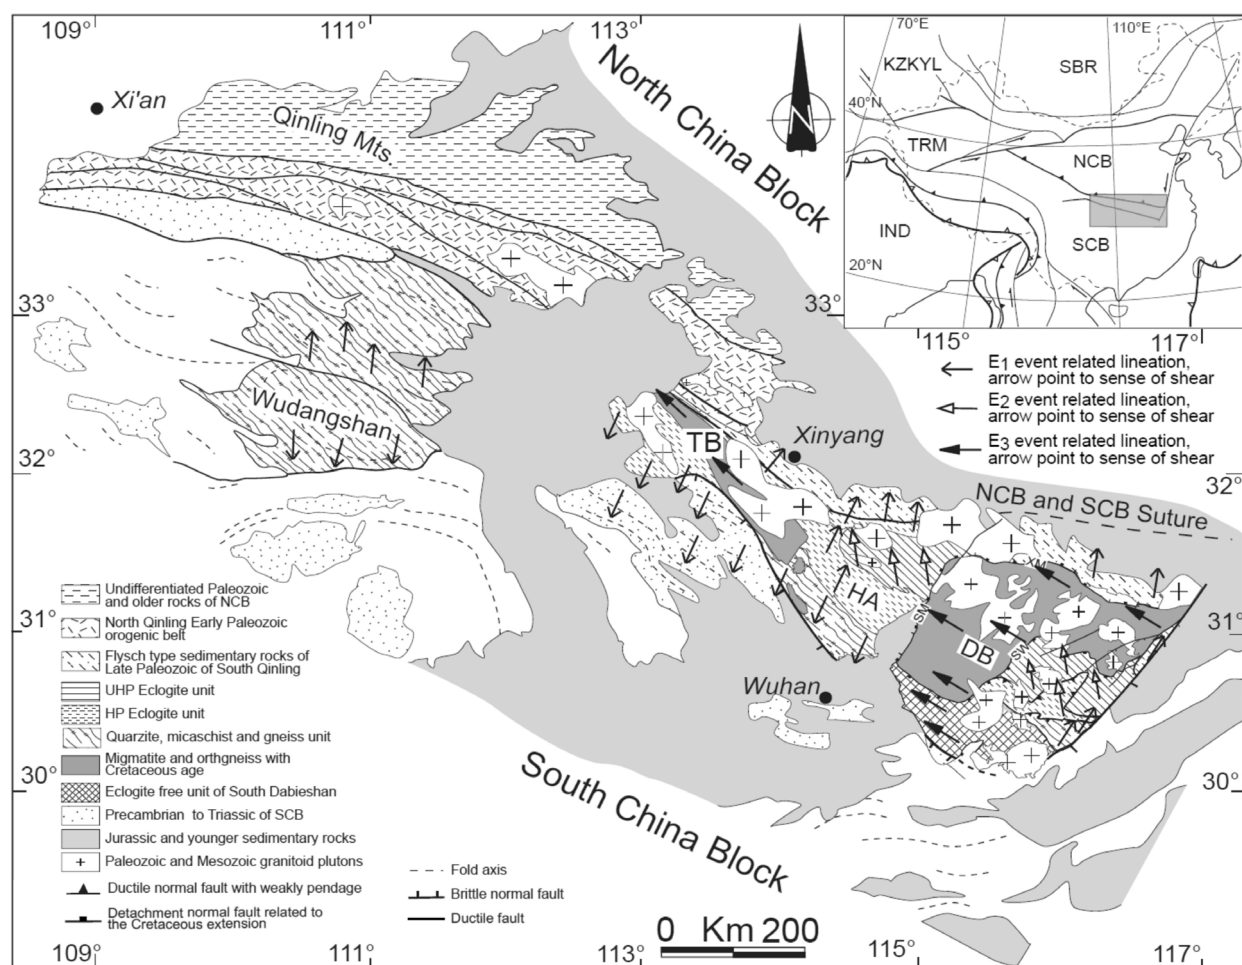 109°
111°
113°
Xi'an
Qinling Mts.
North China Block
N
70°E
110°E
KZKYL
SBR
40°N
TRM
NCB
IND
SCB
20°N
33°
33°
115°
117°
E1 event related lineation,
arrow point to sense of shear
E2 event related lineation,
arrow point to sense of shear
E3 event related lineation,
arrow point to sense of shear
Wudangshan
TB
Xinyang
32°
32°
NCB and SCB Suture
XM
HA
SM
DB
SW
31°
31°
Wuhan
30°
30°
South China Block
Undifferentiated Paleozoic
and older rocks of NCB
North Qinling Early Paleozoic
orogenic belt
Flysch type sedimentary rocks of
Late Paleozoic of South Qinling
UHP Eclogite unit
HP Eclogite unit
Quarzite, micaschist and gneiss unit
Migmatite and orthgneiss with
Cretaceous age
Eclogite free unit of South Dabieshan
Precambrian to Triassic of SCB
Jurassic and younger sedimentary rocks
Paleozoic and Mesozoic granitoid plutons
Ductile normal fault with weakly pendage
Detachment normal fault related to
the Cretaceous extension
Fold axis
Brittle normal fault
Ductile fault
0 Km 200
109°
111°
113°
115°
117°